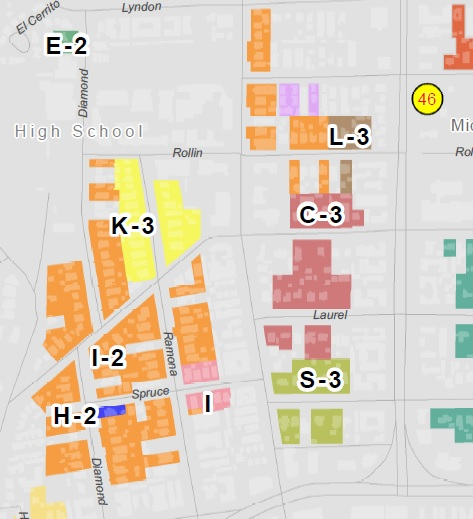 El Cerrito
Lyndon
E-2
Diamond
46
High School
Mi
L-3
Rollin
Rol
C-3
K-3
Laurel
Ramona
I-2
S-3
Spruce
I
H-2
Diamond
H